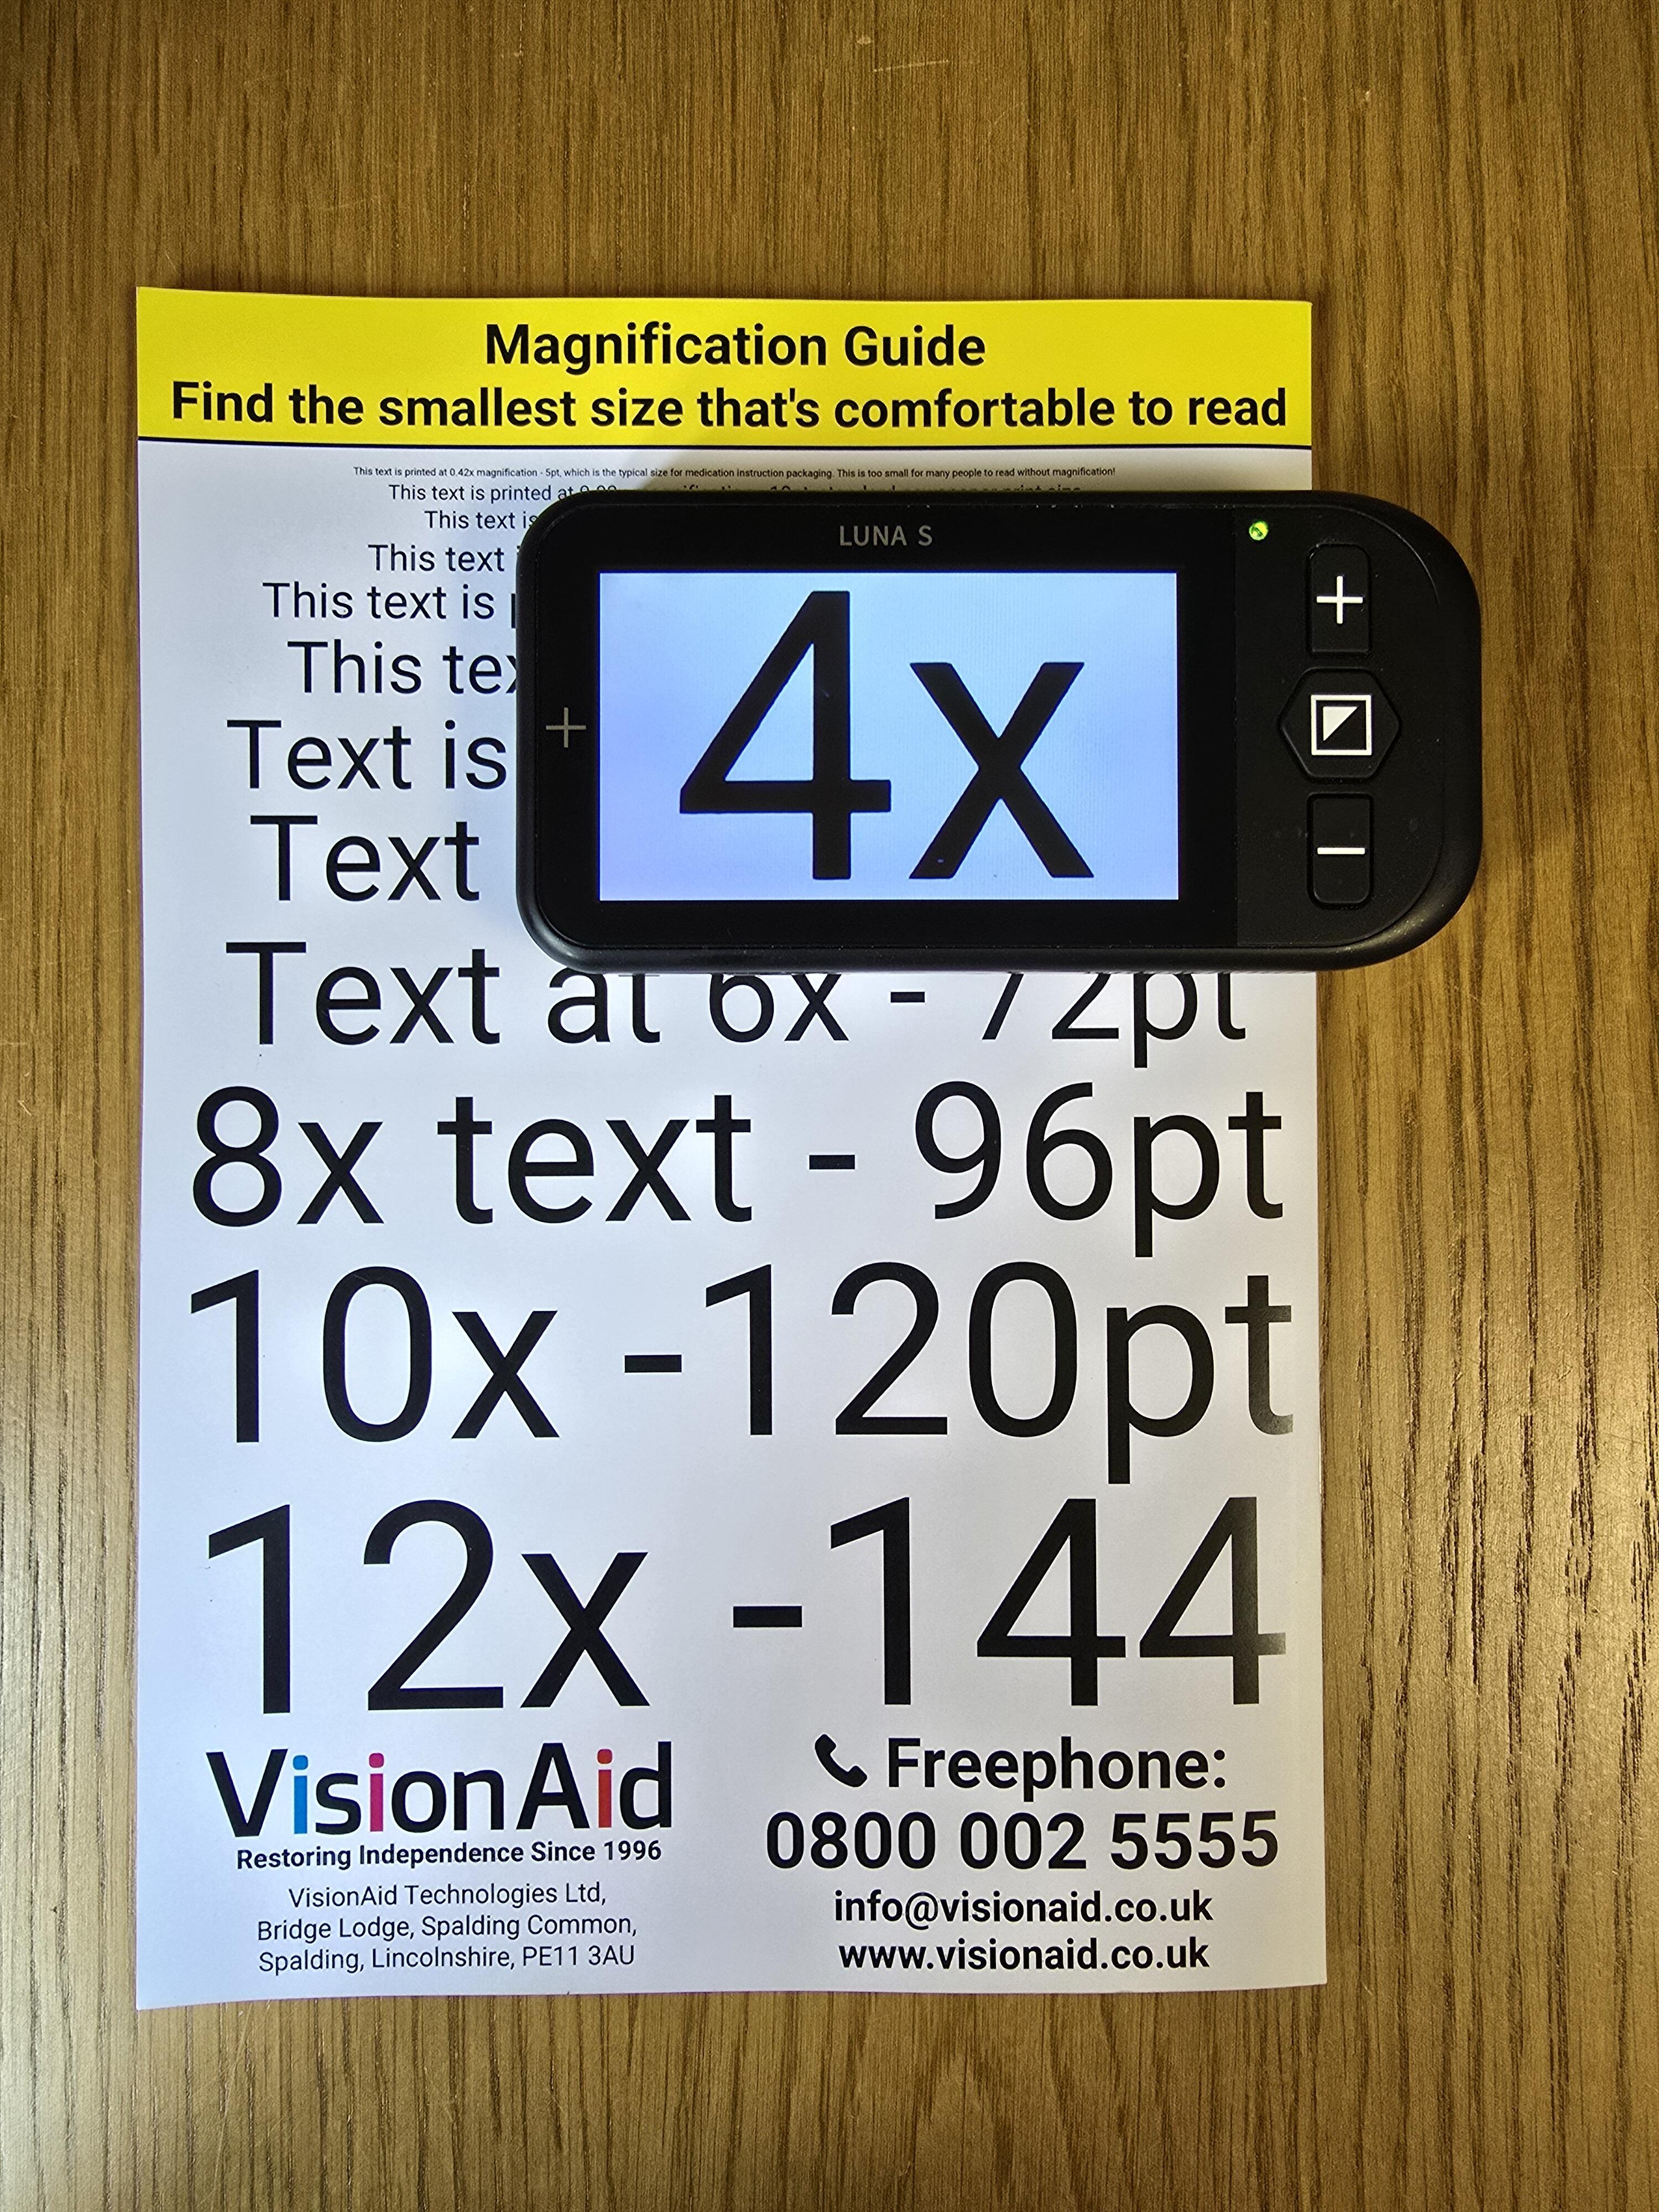 Magnification Guide
Find the smallest size that's comfortable to read
This text is printed at 0.42x magnification - 5pt, which is the typical size for medication instruction packaging. This is too small for many people to read without magnification!
This text is printed at
This text is
This text
This text is
This
Text is
Text
LUNA S
4x
Text at 6x - 72pt
8x text - 96pt
10x -120pt
12x -144
VisionAid
Restoring Independence Since 1996
VisionAid Technologies Ltd,
Bridge Lodge, Spalding Common,
Spalding, Lincolnshire, PE11 3AU
Freephone:
0800 002 5555
info@visionaid.co.uk
www.visionaid.co.uk